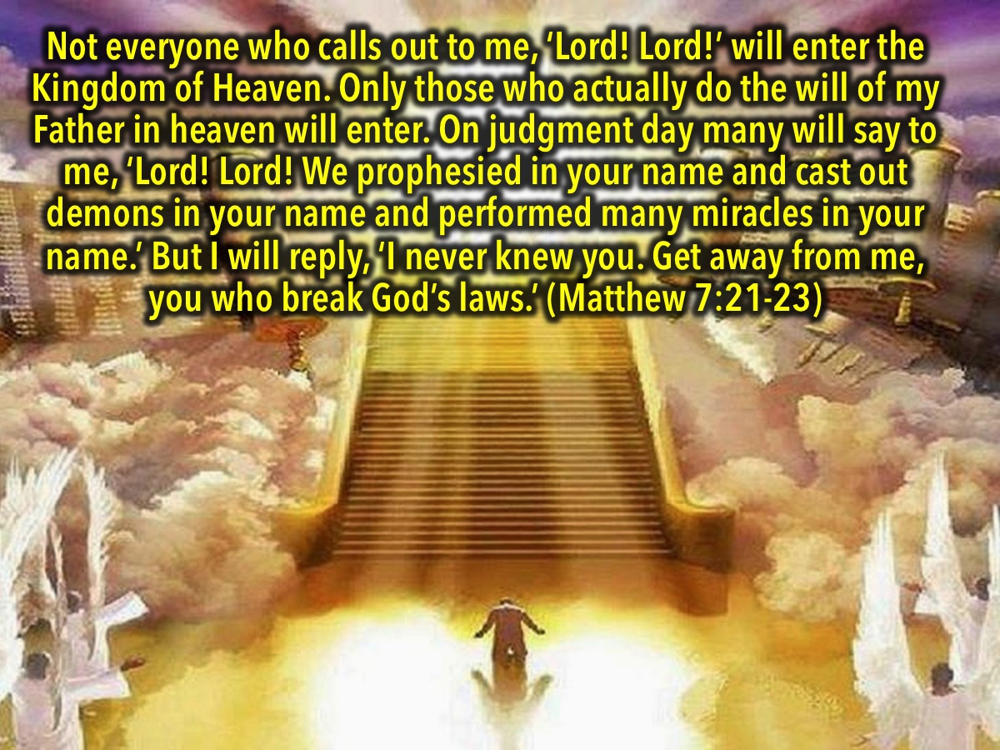 Not everyone who calls out to me, ‘Lord! Lord!’ will enter the
Kingdom of Heaven. Only those who actually do the will of my
Father in heaven will enter. On judgment day many will say to
me, ‘Lord! Lord! We prophesied in your name and cast out
demons in your name and performed many miracles in your
name.’ But I will reply, ‘I never knew you. Get away from me,
you who break God’s laws.’ (Matthew 7:21-23)